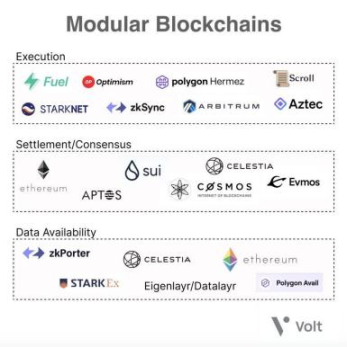 Modular Blockchains
Execution
Fuel OP Optimism polygon Hermez Scroll
STARKNET zkSync ARBITRUM Aztec
Settlement/Consensus
ethereum sui CELESTIA
APTOS COSMOS Evmos
INTERNET OF BLOCKCHAINS
Data Availability
zkPorter CELESTIA ethereum
STARKEx Eigenlayr/Datalayr Polygon Avail
Volt